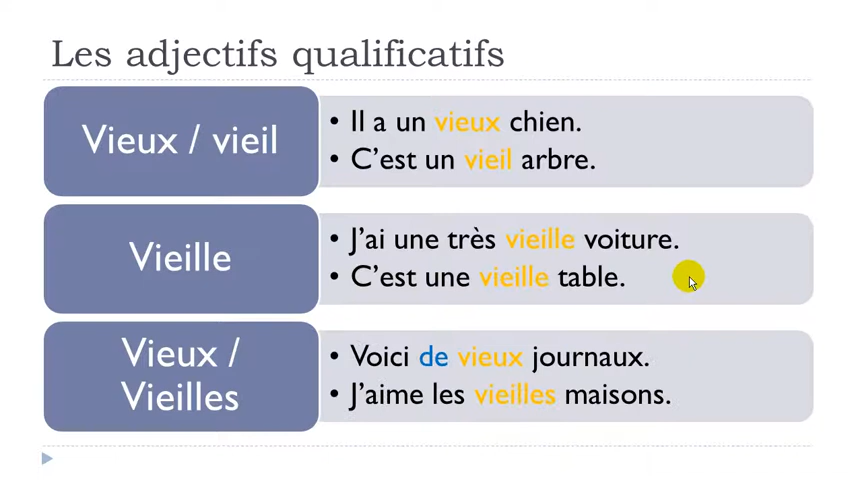 Les adjectifs qualificatifs
Vieux / vieil
• Il a un vieux chien.
• C’est un vieil arbre.
Vieille
• J’ai une très vieille voiture.
• C’est une vieille table.
Vieux /
Vieilles
• Voici de vieux journaux.
• J’aime les vieilles maisons.